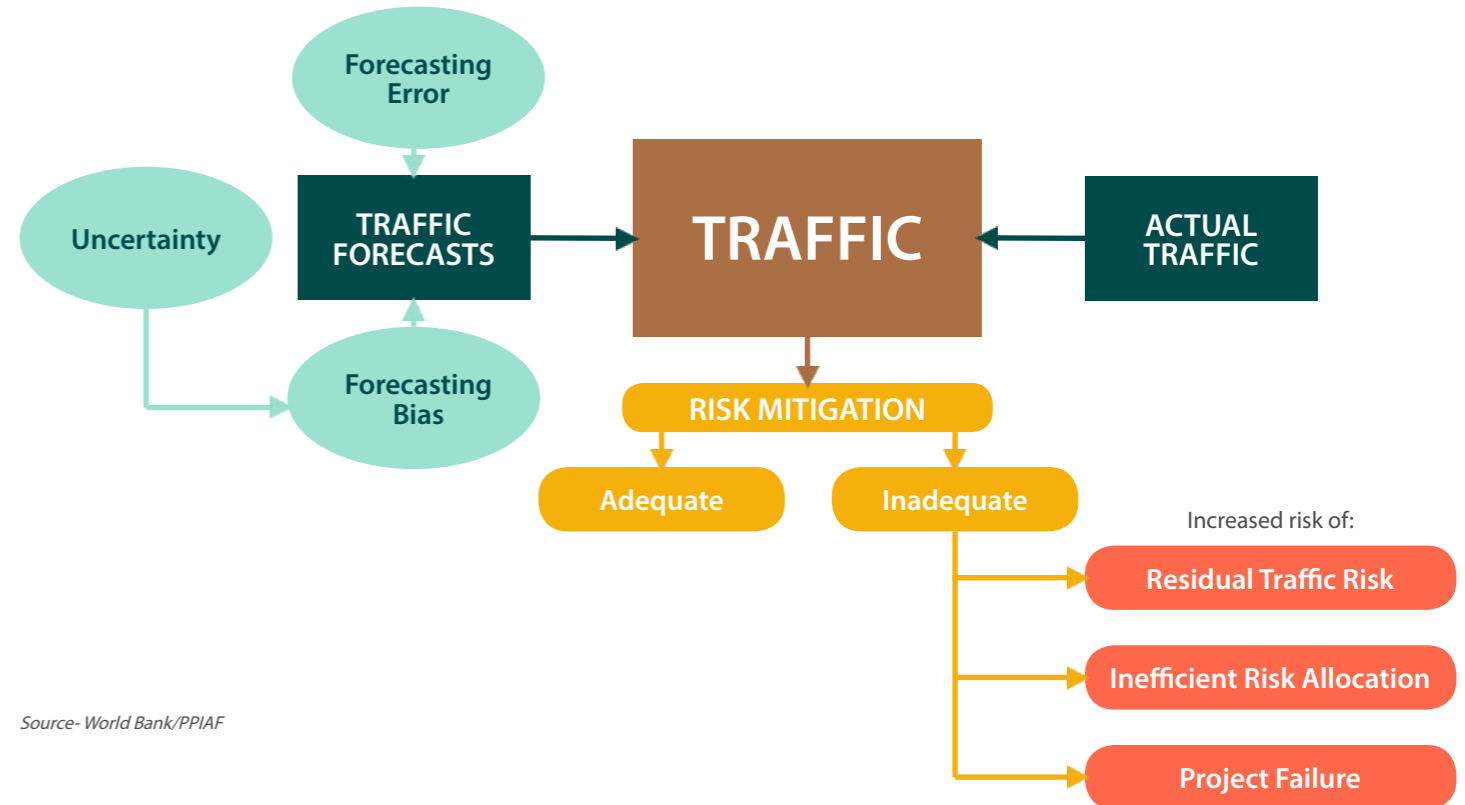 Forecasting
Error
Uncertainty
TRAFFIC
FORECASTS
TRAFFIC
ACTUAL
TRAFFIC
Forecasting
Bias
RISK MITIGATION
Adequate
Inadequate
Increased risk of:
Residual Traffic Risk
Inefficient Risk Allocation
Project Failure
Source- World Bank/PPIAF